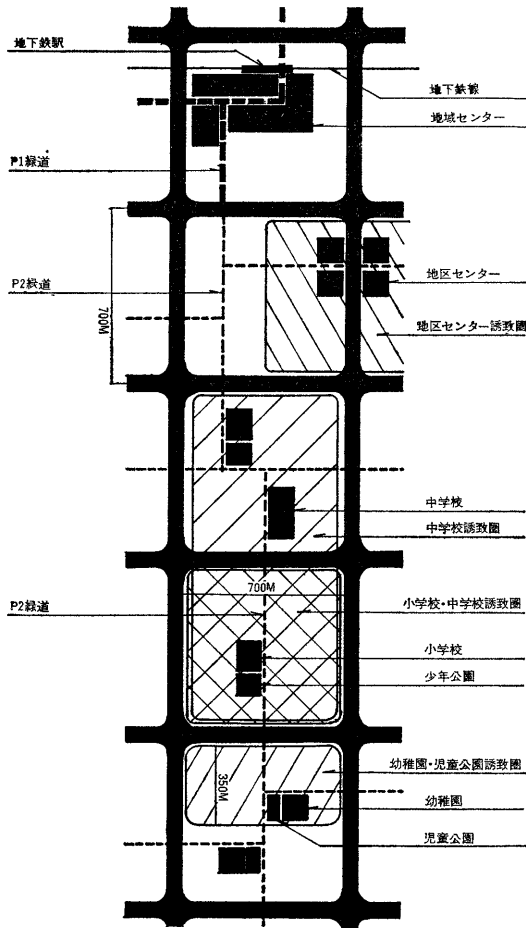 地下鉄駅
地下鉄線
地域センター
P1緑道
地区センター
P2緑道
700M
地区センター誘致圏
中学校
中学校誘致圏
700M
小学校・中学校誘致圏
P2緑道
小学校
少年公園
幼稚園・児童公園誘致圏
350M
幼稚園
児童公園